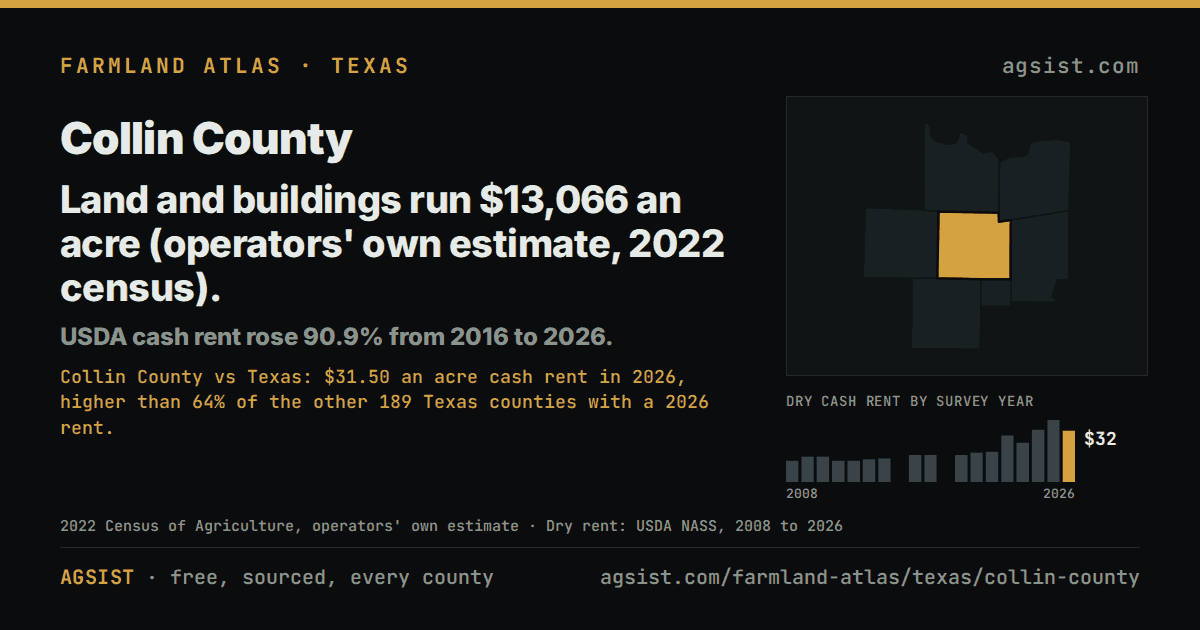 FARMLAND ATLAS · TEXAS
agsist.com
Collin County
Land and buildings run $13,066 an
acre (operators' own estimate, 2022
census).
USDA cash rent rose 90.9% from 2016 to 2026.
Collin County vs Texas: $31.50 an acre cash rent in 2026,
higher than 64% of the other 189 Texas counties with a 2026
rent.
DRY CASH RENT BY SURVEY YEAR
$32
2008
2026
2022 Census of Agriculture, operators' own estimate · Dry rent: USDA NASS, 2008 to 2026
AGSIST · free, sourced, every county
agsist.com/farmland-atlas/texas/collin-county